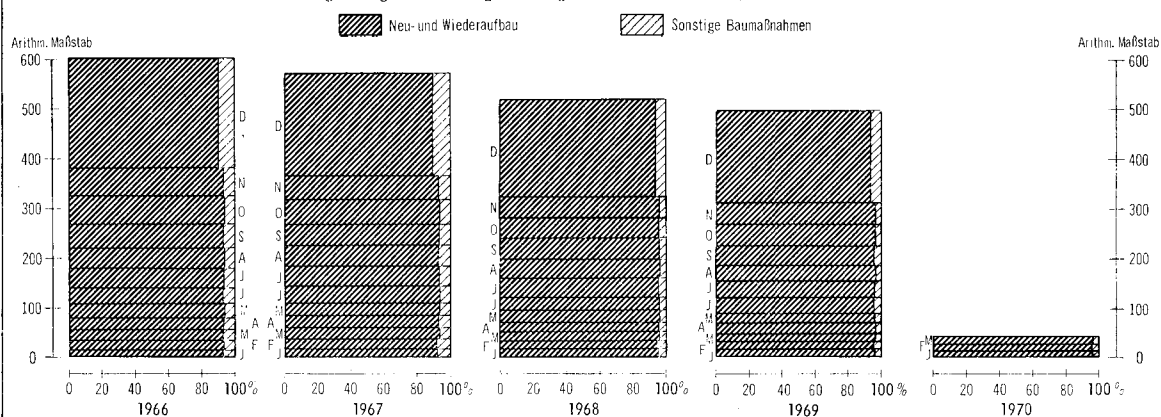 Neu- und Wiederaufbau
Sonstige Baumaßnahmen
Arithm. Maßstab
Arithm. Maßstab
600
500
400
300
200
100
0
D
N
O
S
A
J
J
M
A
M
F
J
D
N
O
S
A
J
J
M
A
M
F
J
D
N
O
S
A
J
J
M
A
M
F
J
D
N
O
S
A
J
J
M
A
M
F
J
M
F
J
600
500
400
300
200
100
0
0 20 40 60 80 100%
0 20 40 60 80 100%
0 20 40 60 80 100%
0 20 40 60 80 100%
0 20 40 60 80 100%
1966
1967
1968
1969
1970